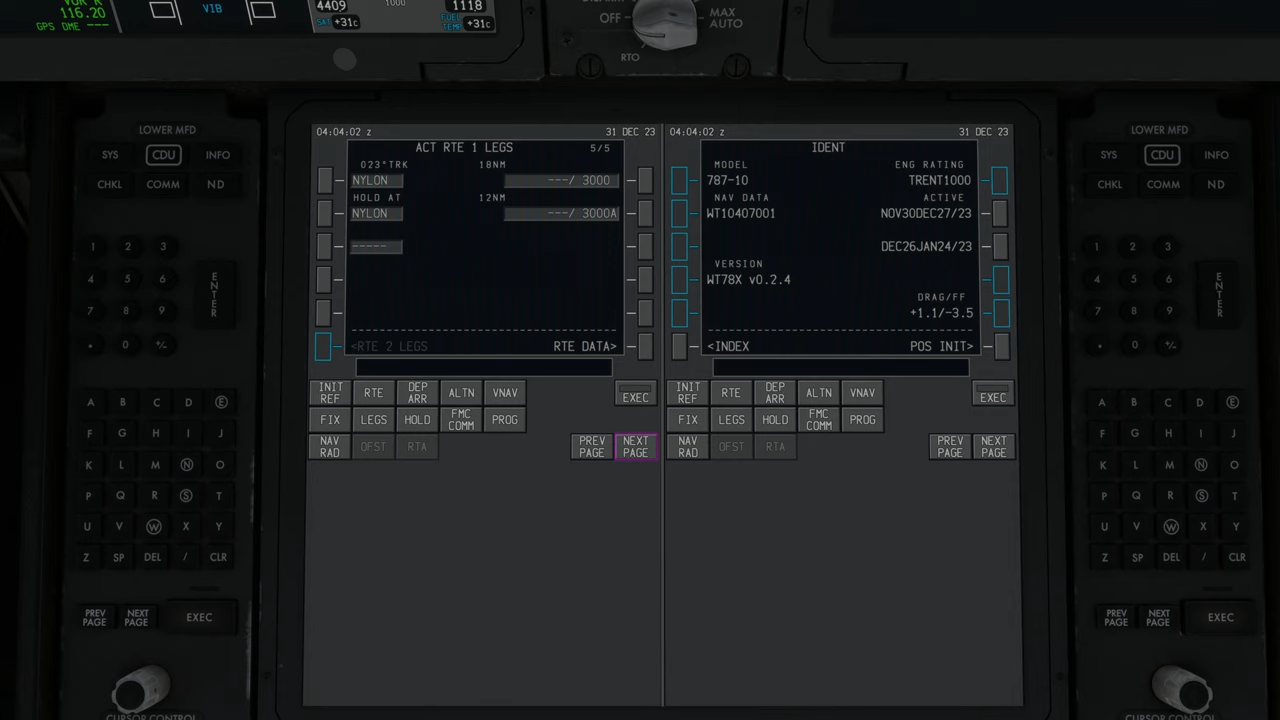 VOR R
116.20
GPS DME ---
VIB
4409
1000
1118
SAT +31c
FUEL TEMP +31c
OFF
MAX AUTO
RTO
LOWER MFD
SYS CDU INFO
CHKL COMM ND
1 2 3
4 5 6
7 8 9
. 0 +/-
ENTER
A B C D E
F G H I J
K L M N O
P Q R S T
U V W X Y
Z SP DEL / CLR
PREV PAGE NEXT PAGE EXEC
CURSOR CONTROL
04:04:02 z 31 DEC 23
ACT RTE 1 LEGS 5/5
023°TRK 18NM
NYLON ---/ 3000
HOLD AT 12NM
NYLON ---/ 3000A
-----
<RTE 2 LEGS RTE DATA>
INIT REF RTE DEP ARR ALTN VNAV EXEC
FIX LEGS HOLD FMC COMM PROG
NAV RAD OFST RTA PREV PAGE NEXT PAGE
04:04:02 z 31 DEC 23
IDENT
MODEL ENG RATING
787-10 TRENT1000
NAV DATA ACTIVE
WT10407001 NOV30DEC27/23
DEC26JAN24/23
VERSION
WT78X v0.2.4
DRAG/FF
+1.1/-3.5
<INDEX POS INIT>
INIT REF RTE DEP ARR ALTN VNAV EXEC
FIX LEGS HOLD FMC COMM PROG
NAV RAD OFST RTA PREV PAGE NEXT PAGE
LOWER MFD
SYS CDU INFO
CHKL COMM ND
1 2 3
4 5 6
7 8 9
. 0 +/-
ENTER
A B C D E
F G H I J
K L M N O
P Q R S T
U V W X Y
Z SP DEL / CLR
PREV PAGE NEXT PAGE EXEC
CURSOR CONTROL